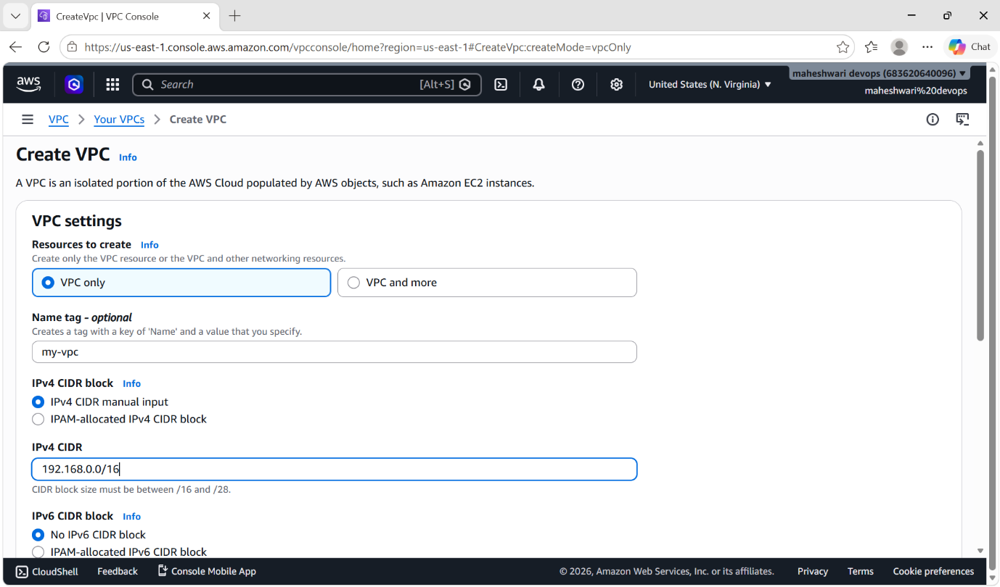 CreateVpc | VPC Console
https://us-east-1.console.aws.amazon.com/vpcconsole/home?region=us-east-1#CreateVpc:createMode=vpcOnly
Chat
aws
Search [Alt+S]
United States (N. Virginia)
maheshwari devops (683620640096)
maheshwari%20devops
VPC > Your VPCs > Create VPC
Create VPC Info
A VPC is an isolated portion of the AWS Cloud populated by AWS objects, such as Amazon EC2 instances.
VPC settings
Resources to create Info
Create only the VPC resource or the VPC and other networking resources.
VPC only
VPC and more
Name tag - optional
Creates a tag with a key of 'Name' and a value that you specify.
my-vpc
IPv4 CIDR block Info
IPv4 CIDR manual input
IPAM-allocated IPv4 CIDR block
IPv4 CIDR
192.168.0.0/16
CIDR block size must be between /16 and /28.
IPv6 CIDR block Info
No IPv6 CIDR block
IPAM-allocated IPv6 CIDR block
CloudShell Feedback Console Mobile App © 2026, Amazon Web Services, Inc. or its affiliates. Privacy Terms Cookie preferences